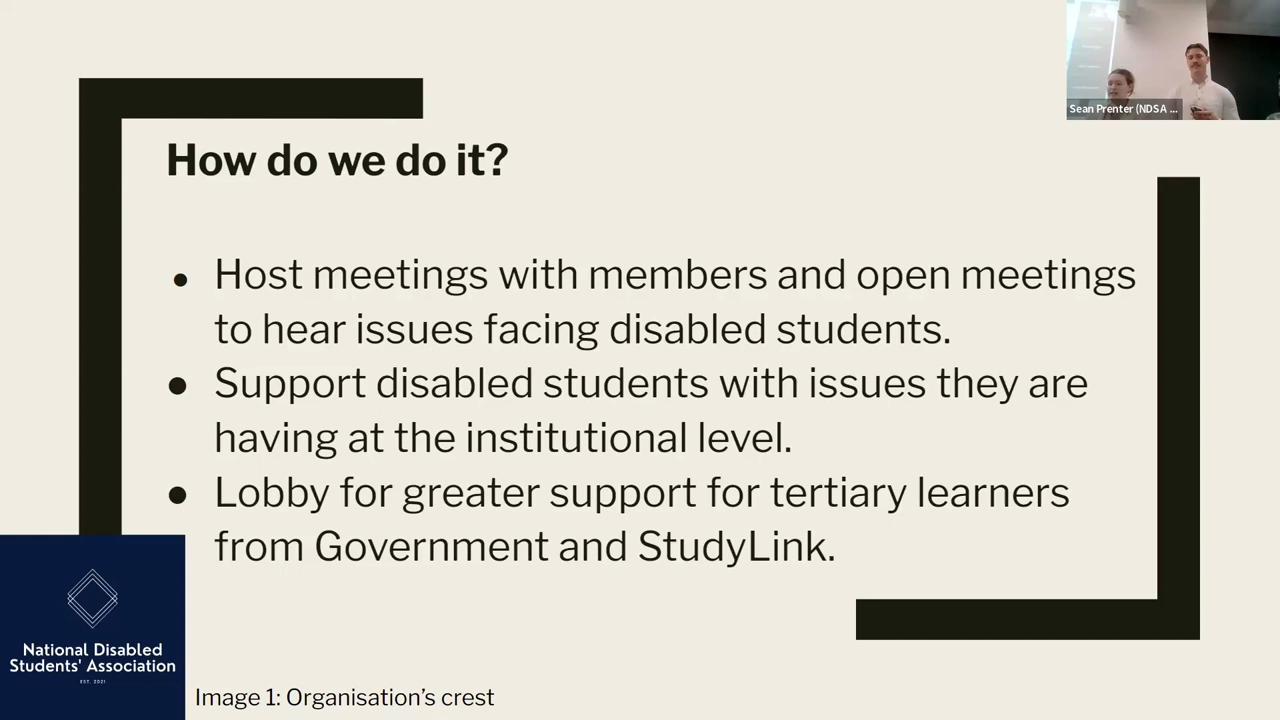 Sean Prenter (NDSA ...
How do we do it?
● Host meetings with members and open meetings
to hear issues facing disabled students.
● Support disabled students with issues they are
having at the institutional level.
● Lobby for greater support for tertiary learners
from Government and StudyLink.
National Disabled
Students' Association
EST. 2021
Image 1: Organisation's crest